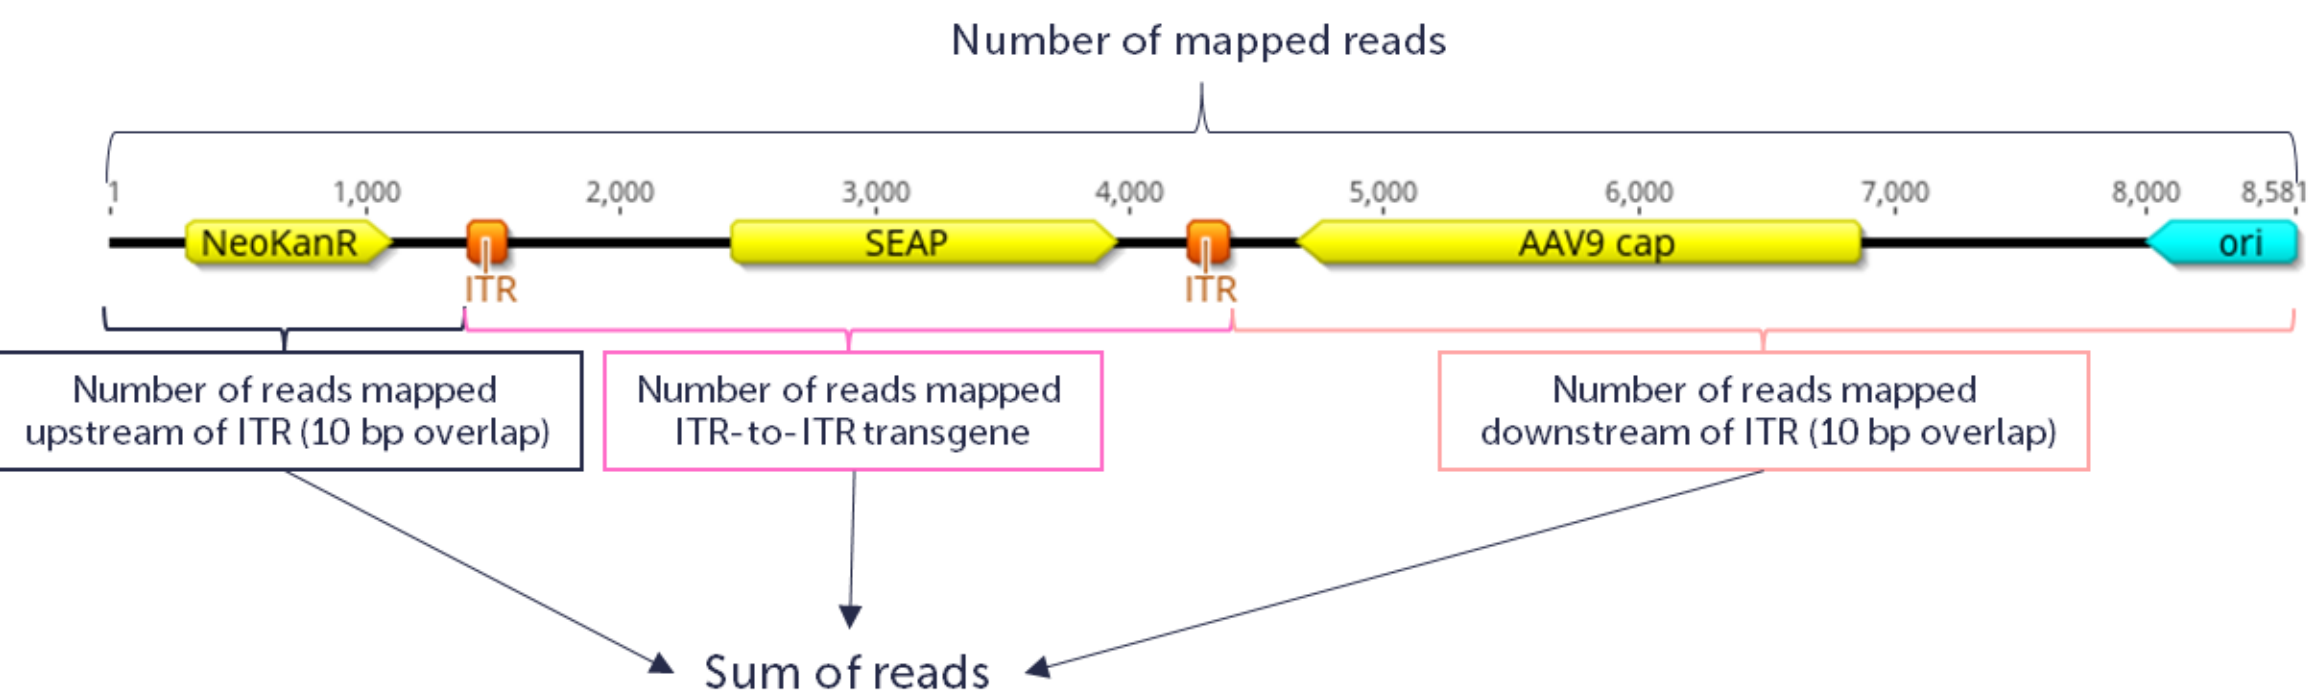 Number of mapped reads
1 1,000 2,000 3,000 4,000 5,000 6,000 7,000 8,000 8,581
NeoKanR SEAP AAV9 cap ori
ITR ITR
Number of reads mapped
upstream of ITR (10 bp overlap)
Number of reads mapped
ITR-to-ITR transgene
Number of reads mapped
downstream of ITR (10 bp overlap)
Sum of reads